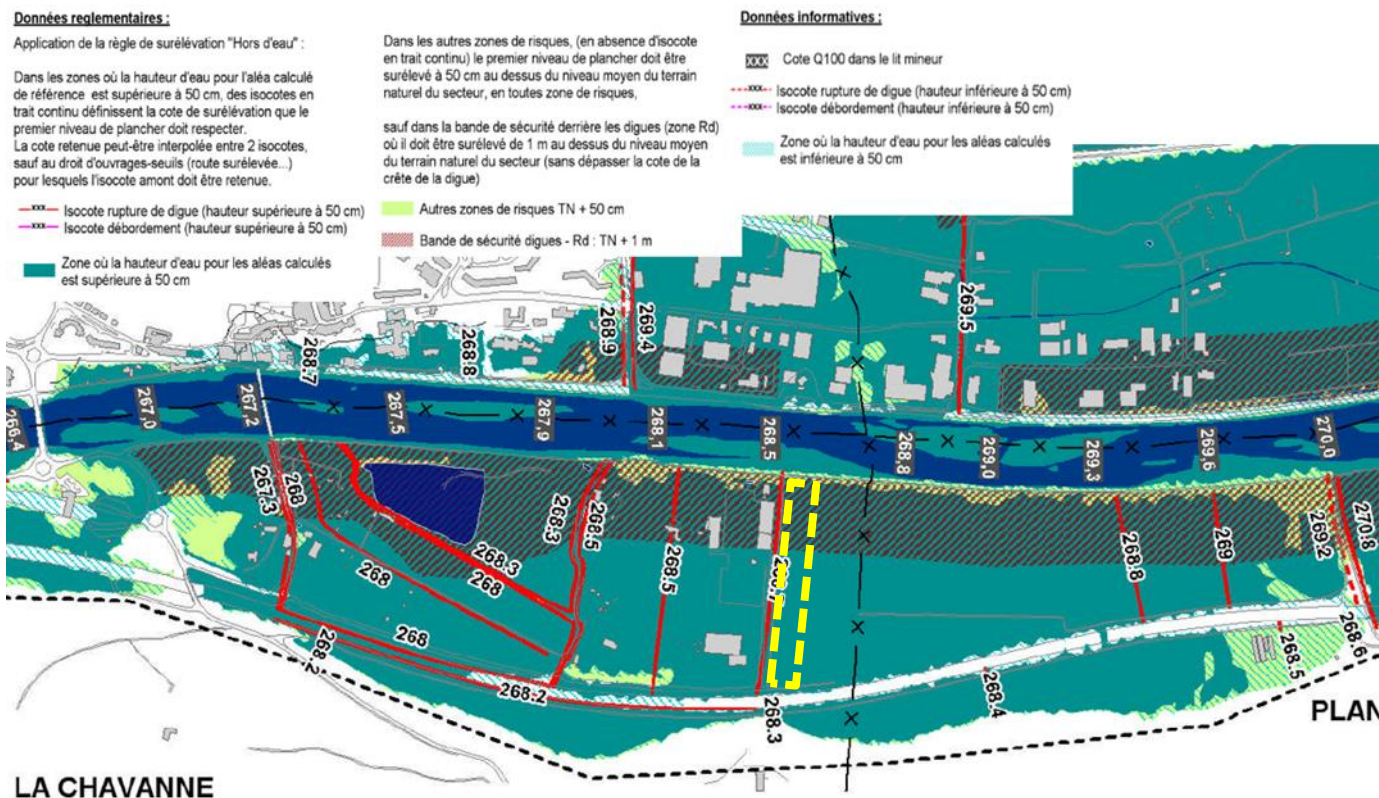 Données reglementaires :
Application de la règle de surélévation "Hors d'eau" :
Dans les zones où la hauteur d'eau pour l'aléa calculé
de référence est supérieure à 50 cm, des isocotes en
trait continu définissent la cote de surélévation que le
premier niveau de plancher doit respecter.
La cote retenue peut-être interpolée entre 2 isocotes,
sauf au droit d'ouvrages-seuils (route surélevée...)
pour lesquels l'isocote amont doit être retenue.
XXX Isocote rupture de digue (hauteur supérieure à 50 cm)
XXX Isocote débordement (hauteur supérieure à 50 cm)
Zone où la hauteur d'eau pour les aléas calculés
est supérieure à 50 cm
Dans les autres zones de risques, (en absence d'isocote
en trait continu) le premier niveau de plancher doit être
surélevé à 50 cm au dessus du niveau moyen du terrain
naturel du secteur, en toutes zone de risques,
sauf dans la bande de sécurité derrière les digues (zone Rd)
où il doit être surélevé de 1 m au dessus du niveau moyen
du terrain naturel du secteur (sans dépasser la cote de la
crête de la digue)
Autres zones de risques TN + 50 cm
Bande de sécurité digues - Rd : TN + 1 m
Données informatives :
XXX Cote Q100 dans le lit mineur
XXX Isocote rupture de digue (hauteur inférieure à 50 cm)
XXX Isocote débordement (hauteur inférieure à 50 cm)
Zone où la hauteur d'eau pour les aléas calculés
est inférieure à 50 cm
268.7
268.8
268.9
269.4
269.5
266,4
267,0
267,2
267,5
267,9
268,1
268,5
268,8
269,0
269,3
269,6
270,0
267.3
268
268.3
268
268.3
268.5
268.5
268.8
269
269.2
270.8
268
268.2
268.2
268.3
268.4
268.5
268.6
PLAN
LA CHAVANNE